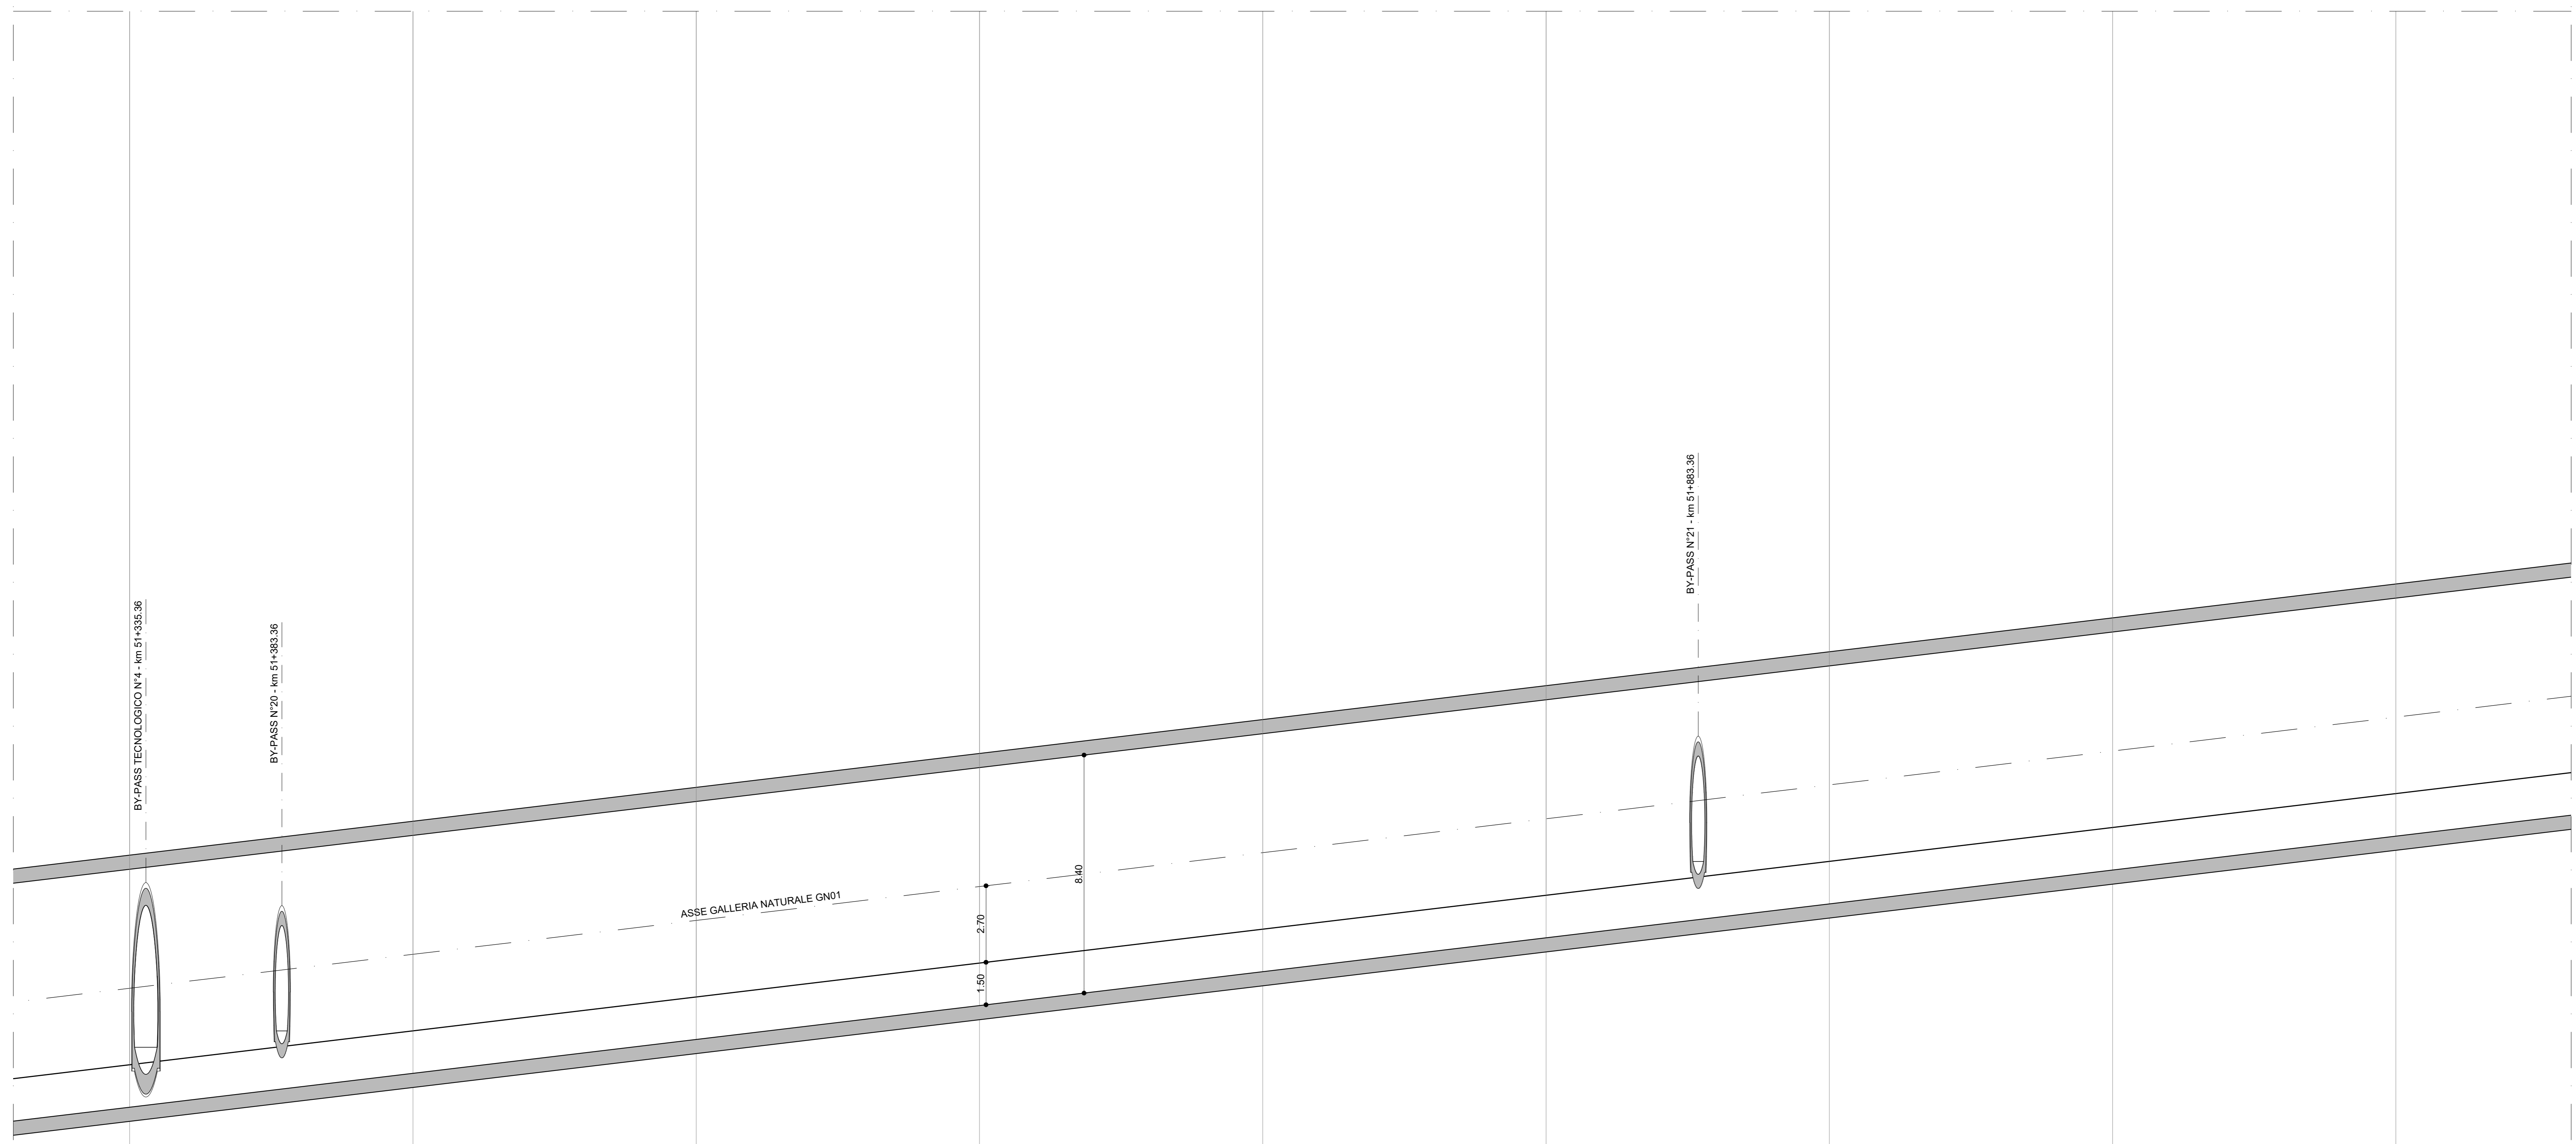 BY-PASS TECNOLOGICO N°4 - km 51+335.36
BY-PASS N°20 - km 51+383.36
ASSE GALLERIA NATURALE GN01
2.70
1.50
8.40
BY-PASS N°21 - km 51+883.36